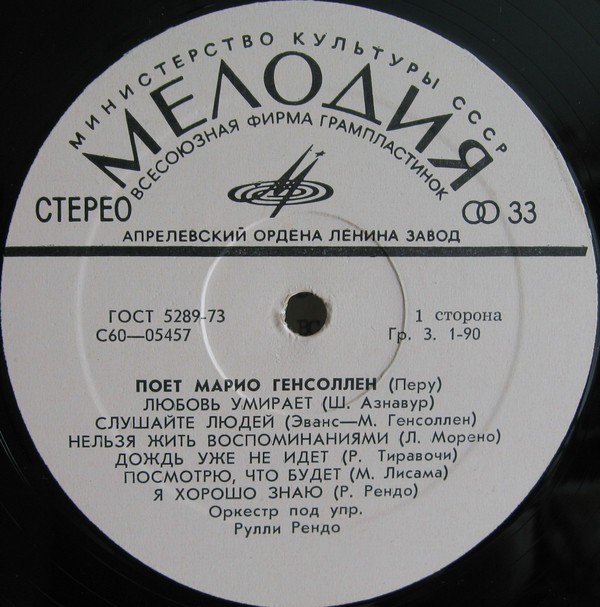 МИНИСТЕРСТВО КУЛЬТУРЫ СССР
МЕЛОДИЯ
ВСЕСОЮЗНАЯ ФИРМА ГРАМПЛАСТИНОК
СТЕРЕО 33
АПРЕЛЕВСКИЙ ОРДЕНА ЛЕНИНА ЗАВОД
ГОСТ 5289-73 1 сторона
С60—05457 Гр. 3. 1-90
ПОЕТ МАРИО ГЕНСОЛЛЕН (Перу)
ЛЮБОВЬ УМИРАЕТ (Ш. Азнавур)
СЛУШАЙТЕ ЛЮДЕЙ (Эванс—М. Генсоллен)
НЕЛЬЗЯ ЖИТЬ ВОСПОМИНАНИЯМИ (Л. Морено)
ДОЖДЬ УЖЕ НЕ ИДЕТ (Р. Тиравочи)
ПОСМОТРЮ, ЧТО БУДЕТ (М. Лисама)
Я ХОРОШО ЗНАЮ (Р. Рендо)
Оркестр под упр.
Рулли Рендо